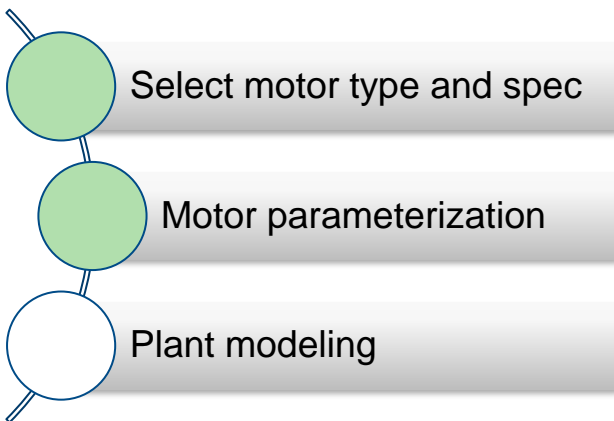 Select motor type and spec
Motor parameterization
Plant modeling